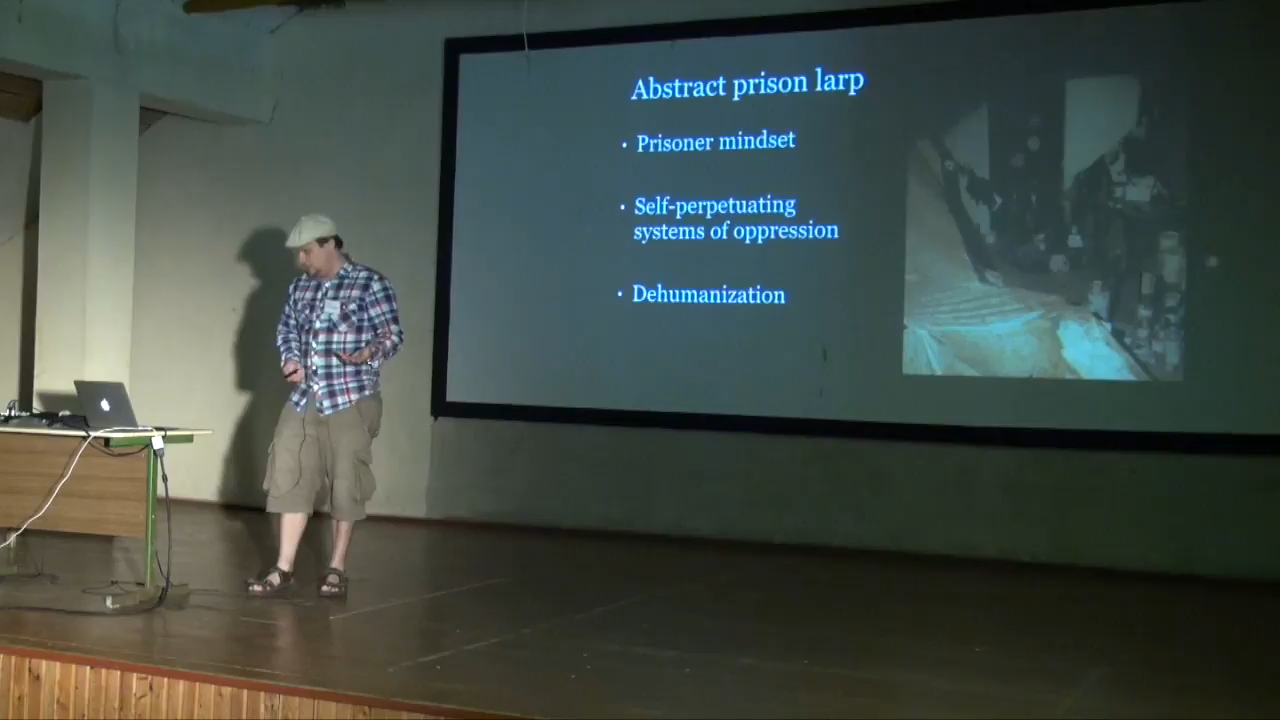 Abstract prison larp
• Prisoner mindset
• Self-perpetuating
systems of oppression
• Dehumanization